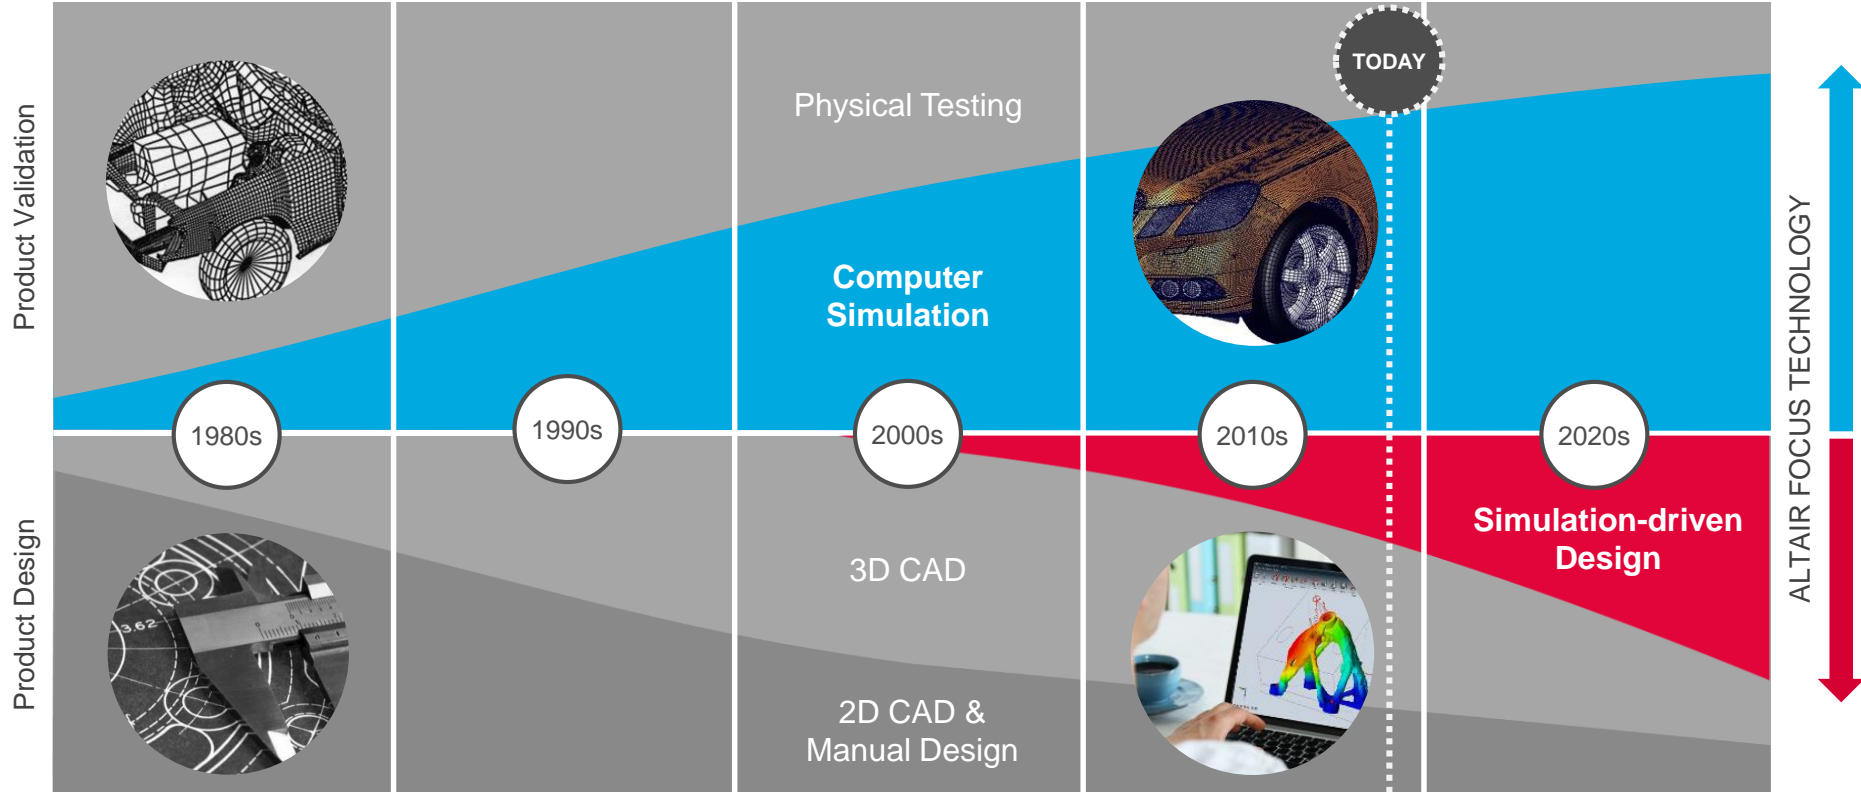 TODAY
Product Validation
Physical Testing
Computer
Simulation
1980s
1990s
2000s
2010s
2020s
ALTAIR FOCUS TECHNOLOGY
Product Design
3.62
3D CAD
Simulation-driven
Design
2D CAD &
Manual Design